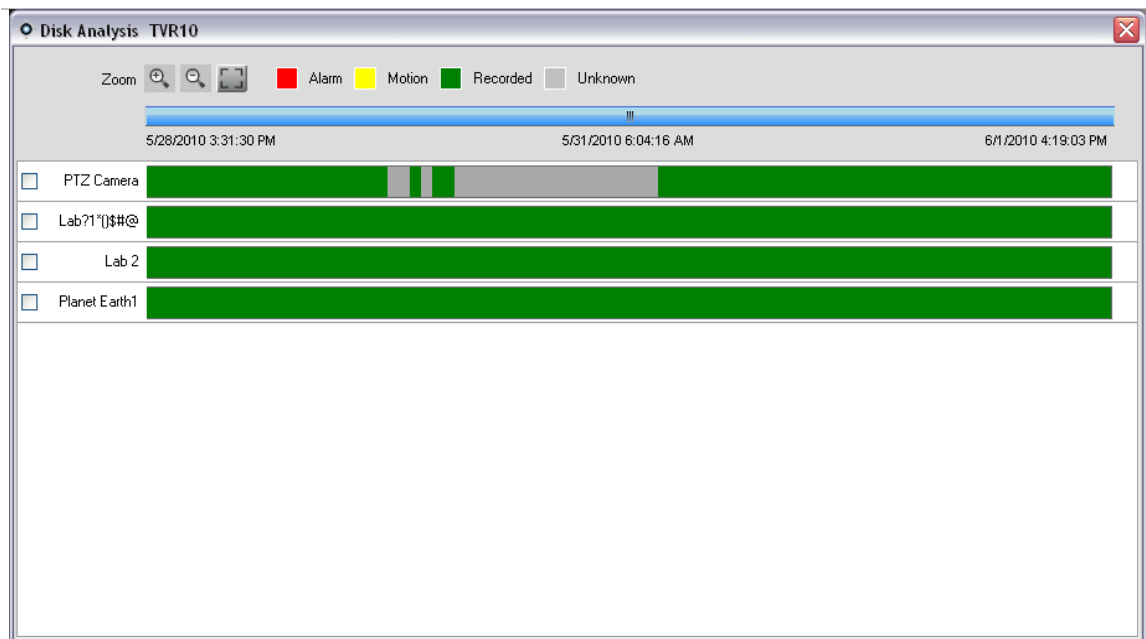 Disk Analysis TVR10
Zoom Alarm Motion Recorded Unknown
5/28/2010 3:31:30 PM 5/31/2010 6:04:16 AM 6/1/2010 4:19:03 PM
PTZ Camera
Lab?1*()$#@
Lab 2
Planet Earth1